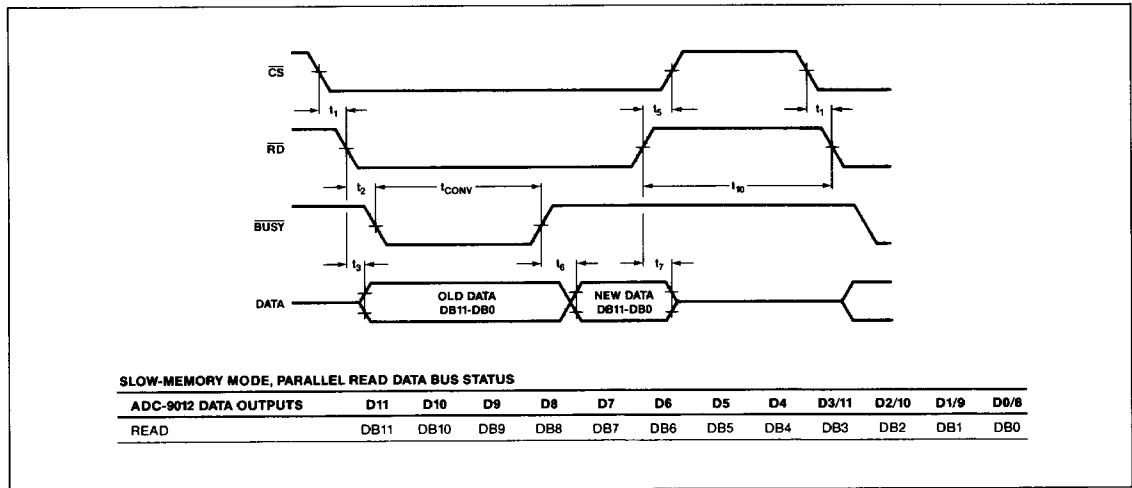 CS
t1
t5
t1
RD
t2
tCONV
t10
BUSY
t3
t6
t7
DATA
OLD DATA
DB11-DB0
NEW DATA
DB11-DB0
SLOW-MEMORY MODE, PARALLEL READ DATA BUS STATUS
ADC-9012 DATA OUTPUTS D11 D10 D9 D8 D7 D6 D5 D4 D3/11 D2/10 D1/9 D0/8
READ DB11 DB10 DB9 DB8 DB7 DB6 DB5 DB4 DB3 DB2 DB1 DB0